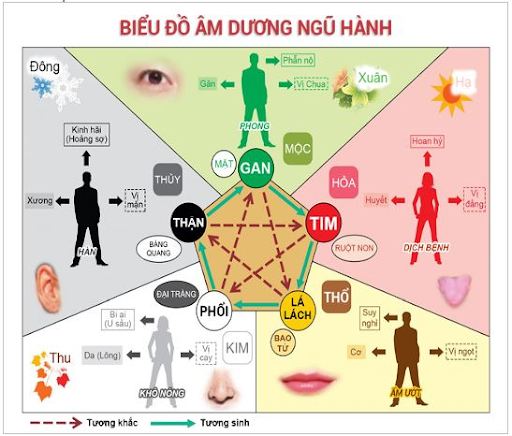 BIỂU ĐỒ ÂM DƯƠNG NGŨ HÀNH
Đông
Phẫn nộ
Gân
Vị Chua
Xuân
Hạ
PHONG
Kinh hãi
(Hoảng sợ)
Hoan hỷ
MẬT
GAN
MỘC
THỦY
HỎA
Xương
Vị
mặn
Huyết
Vị
đắng
THẬN
TIM
HÀN
BÀNG
QUANG
RUỘT NON
DỊCH BỆNH
ĐẠI TRÀNG
PHỔI
LÁ
LÁCH
THỔ
Bi ai
(U sầu)
Suy
nghĩ
BAO
TỬ
Thu
Da (Lông)
Vị
cay
KIM
Cơ
Vị ngọt
KHÔ NÓNG
ẨM ƯỚT
Tương khắc
Tương sinh